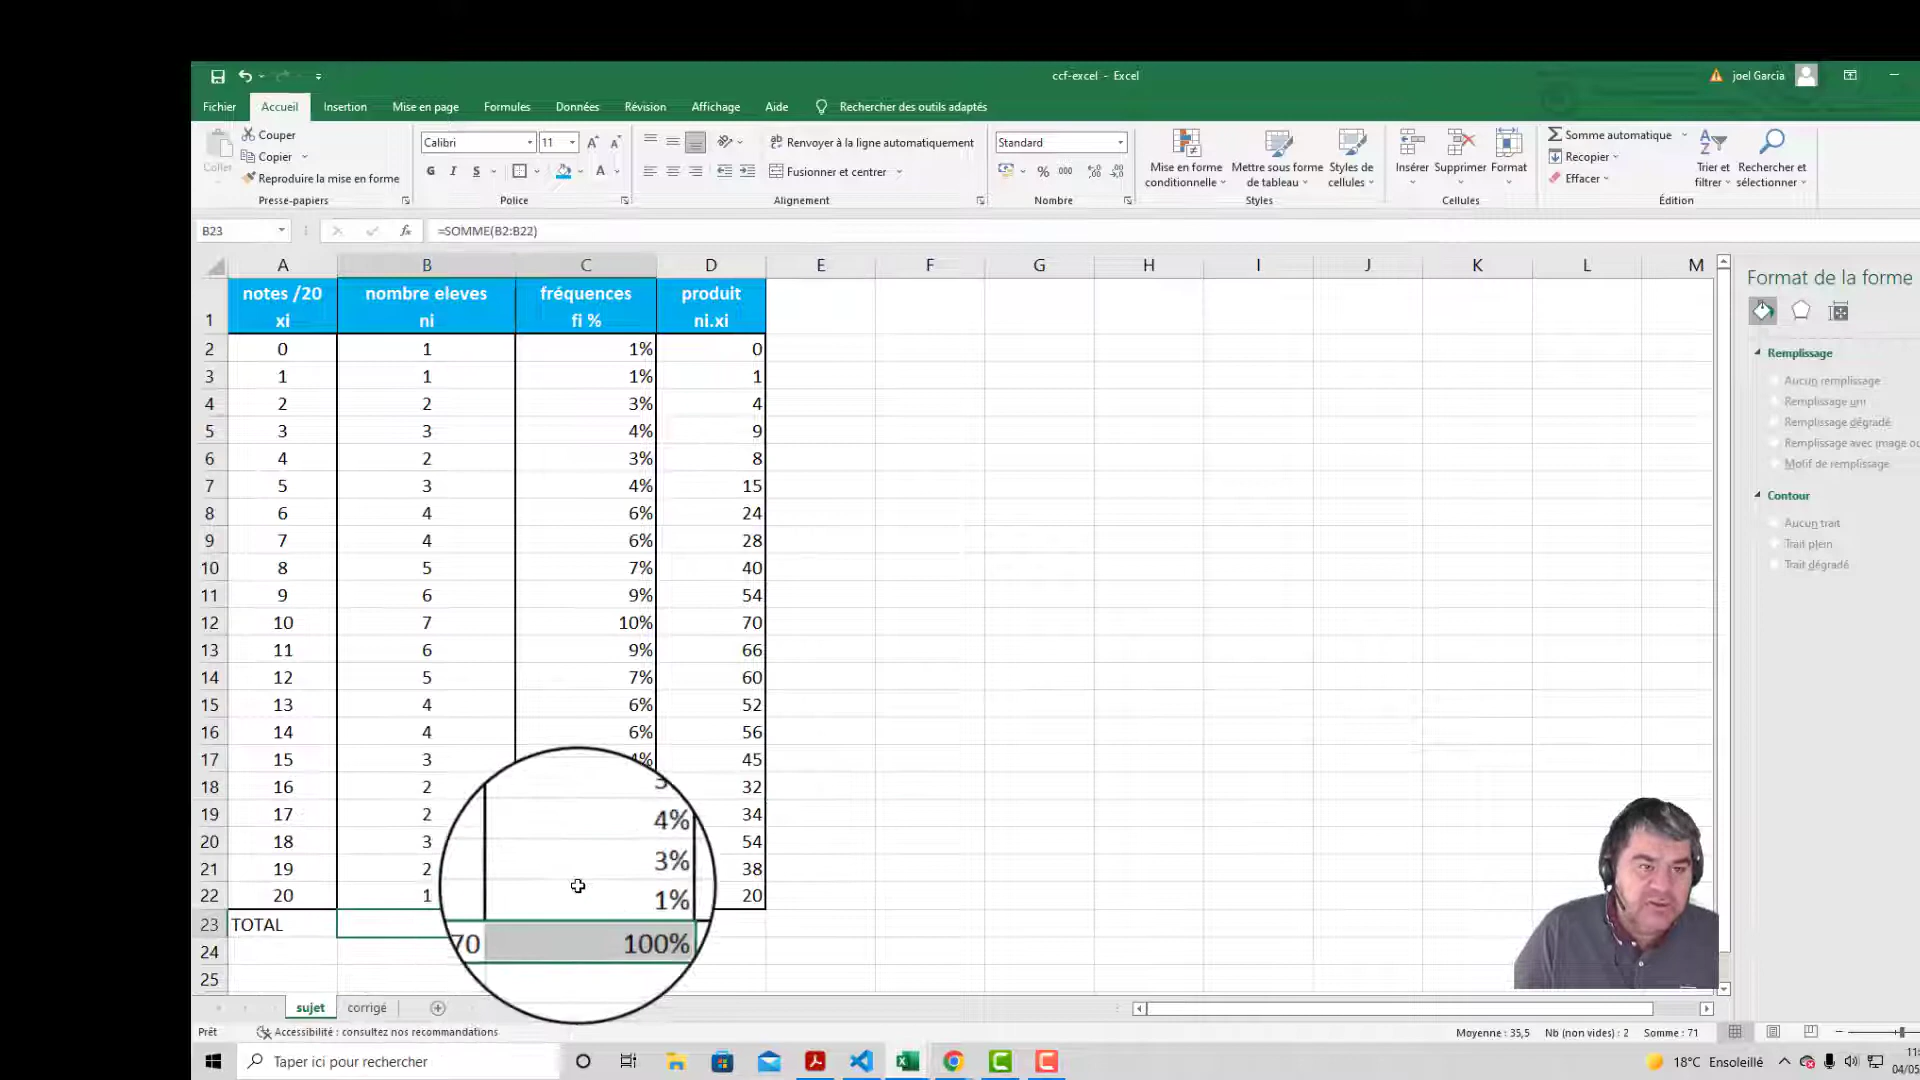 ccf-excel - Excel
joel Garcia
Fichier Accueil Insertion Mise en page Formules Données Révision Affichage Aide Rechercher des outils adaptés
Coller
Couper
Copier
Reproduire la mise en forme
Presse-papiers
Calibri 11
G I S
Police
Renvoyer à la ligne automatiquement
Fusionner et centrer
Alignement
Standard
% 000
Nombre
Mise en forme conditionnelle
Mettre sous forme de tableau
Styles de cellules
Styles
Insérer Supprimer Format
Cellules
Somme automatique
Recopier
Effacer
Trier et filtrer
Rechercher et sélectionner
Édition
B23 fx =SOMME(B2:B22)
A B C D E F G H I J K L M
notes /20 nombre eleves fréquences produit
1 xi ni fi % ni.xi
2 0 1 1% 0
3 1 1 1% 1
4 2 2 3% 4
5 3 3 4% 9
6 4 2 3% 8
7 5 3 4% 15
8 6 4 6% 24
9 7 4 6% 28
10 8 5 7% 40
11 9 6 9% 54
12 10 7 10% 70
13 11 6 9% 66
14 12 5 7% 60
15 13 4 6% 52
16 14 4 6% 56
17 15 3 4% 45
18 16 2 32
19 17 2 34
20 18 3 4% 54
21 19 2 3% 38
22 20 1 1% 20
23 TOTAL 70 100%
24
25
Format de la forme
Remplissage
Aucun remplissage
Remplissage uni
Remplissage dégradé
Remplissage avec image ou
Motif de remplissage
Contour
Aucun trait
Trait plein
Trait dégradé
sujet corrigé
Prêt Accessibilité : consultez nos recommandations Moyenne : 35,5 Nb (non vides) : 2 Somme : 71
Taper ici pour rechercher
18°C Ensoleillé
11:
04/05